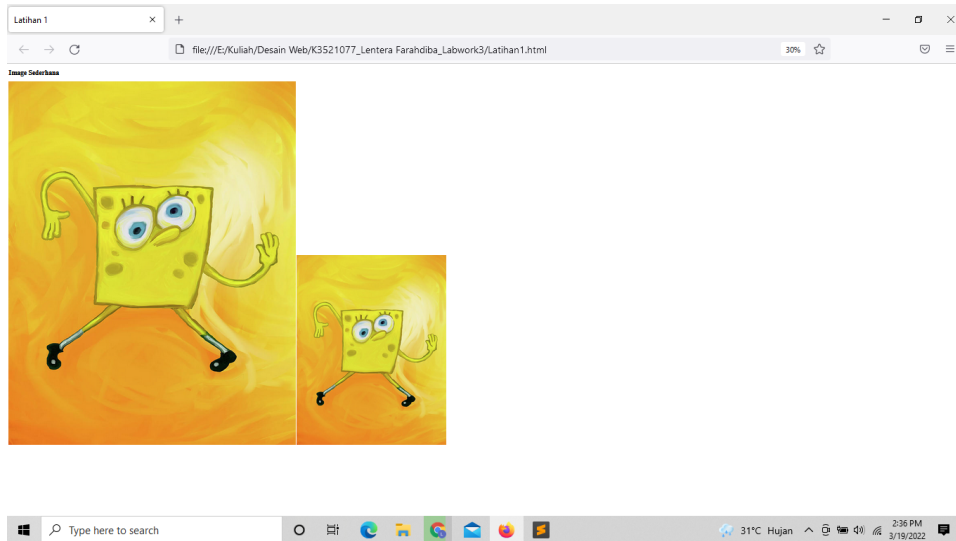 Latihan 1
file:///E:/Kuliah/Desain Web/K3521077_Lentera Farahdiba_Labwork3/Latihan1.html
30%
Image Sederhana
Type here to search
31°C Hujan
2:36 PM
3/19/2022